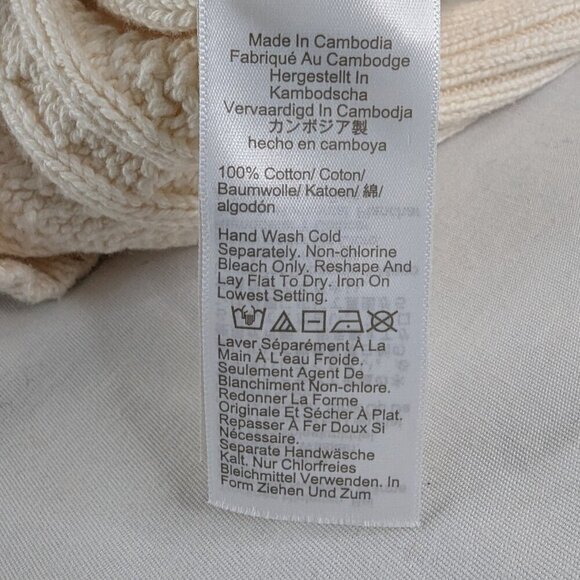 Made In Cambodia
Fabriqué Au Cambodge
Hergestellt In
Kambodscha
Vervaardigd In Cambodja
カンボジア製
hecho en camboya
100% Cotton/ Coton/
Baumwolle/ Katoen/ 綿/
algodón
Hand Wash Cold
Separately. Non-chlorine
Bleach Only. Reshape And
Lay Flat To Dry. Iron On
Lowest Setting.
Laver Séparément À La
Main À L'eau Froide.
Seulement Agent De
Blanchiment Non-chlore.
Redonner La Forme
Originale Et Sécher À Plat.
Repasser À Fer Doux Si
Nécessaire.
Separate Handwäsche
Kalt. Nur Chlorfreies
Bleichmittel Verwenden. In
Form Ziehen Und Zum